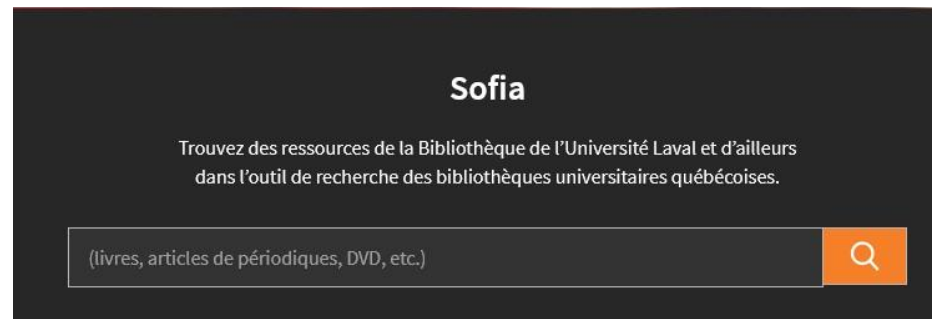 Sofia
Trouvez des ressources de la Bibliothèque de l'Université Laval et d'ailleurs
dans l'outil de recherche des bibliothèques universitaires québécoises.
(livres, articles de périodiques, DVD, etc.)